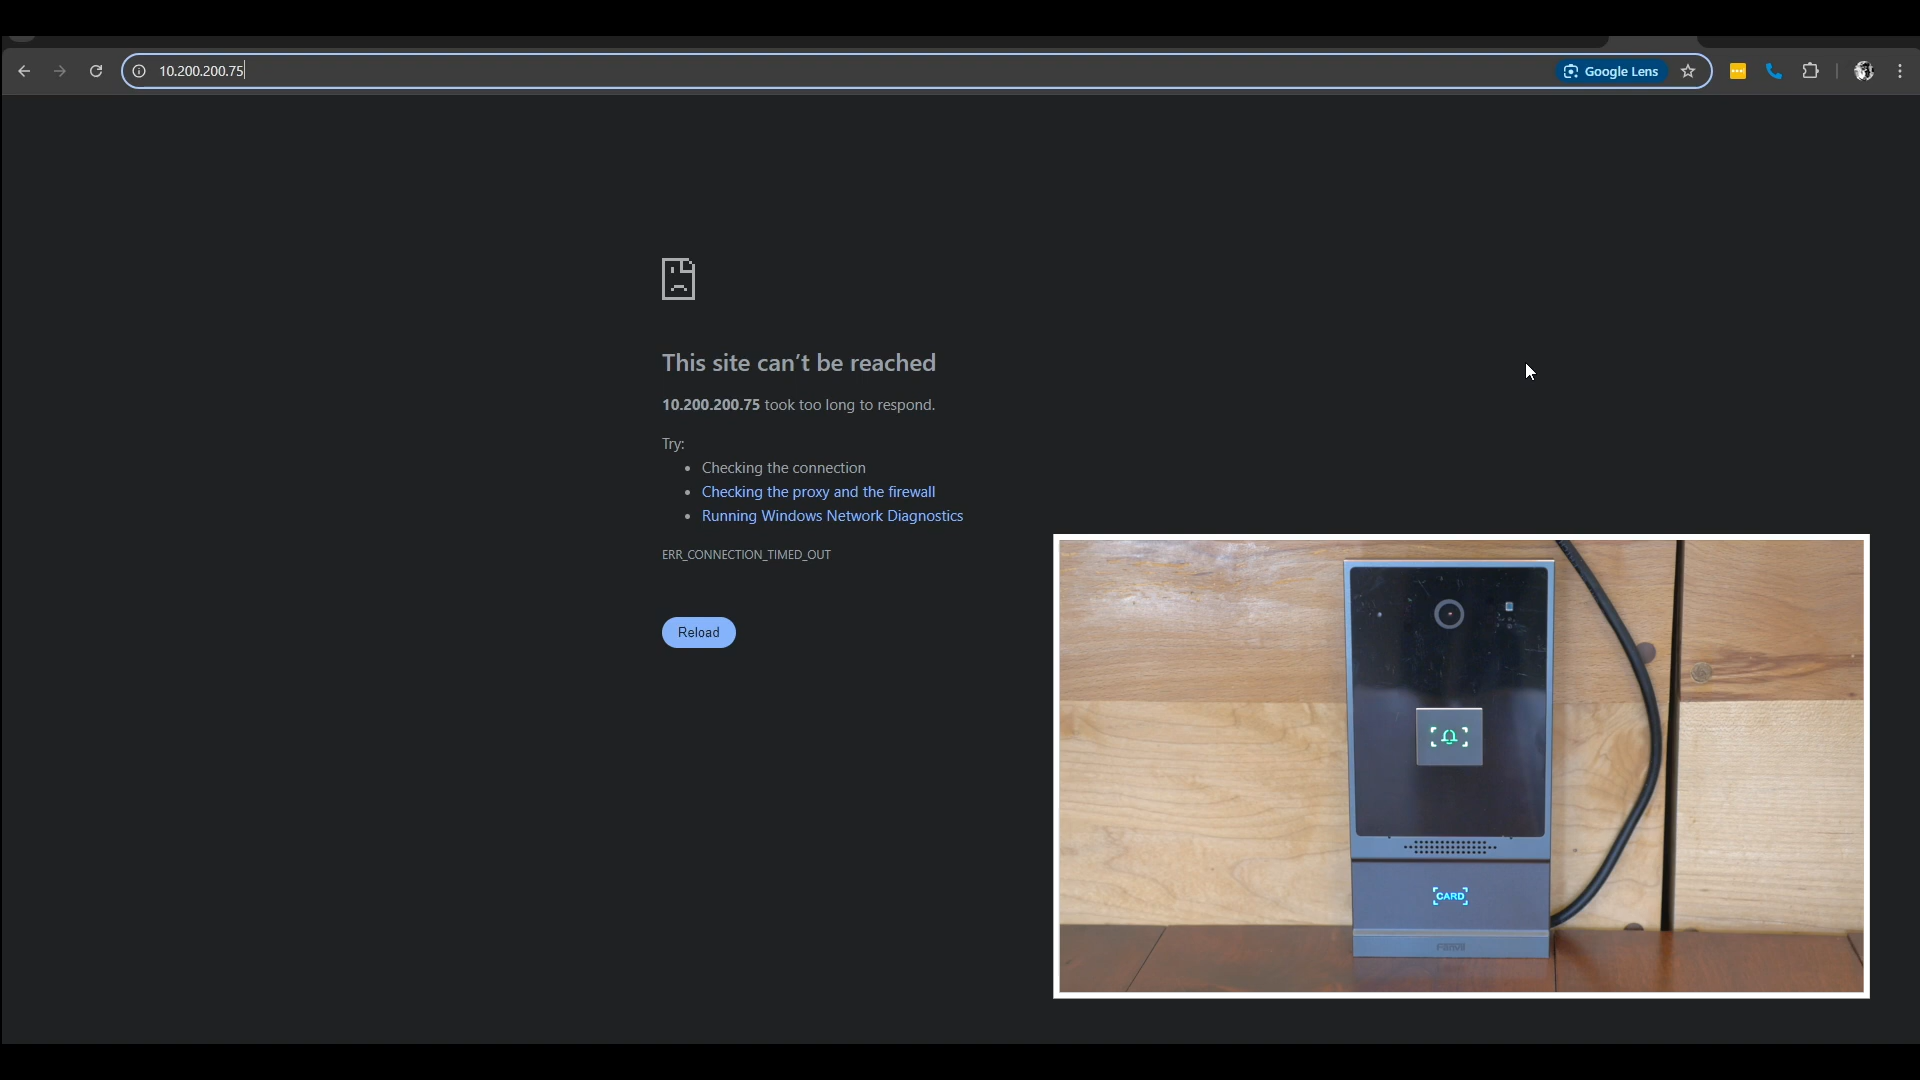 10.200.200.75
Google Lens
This site can’t be reached
10.200.200.75 took too long to respond.
Try:
Checking the connection
Checking the proxy and the firewall
Running Windows Network Diagnostics
ERR_CONNECTION_TIMED_OUT
Reload
CARD
Fanvil